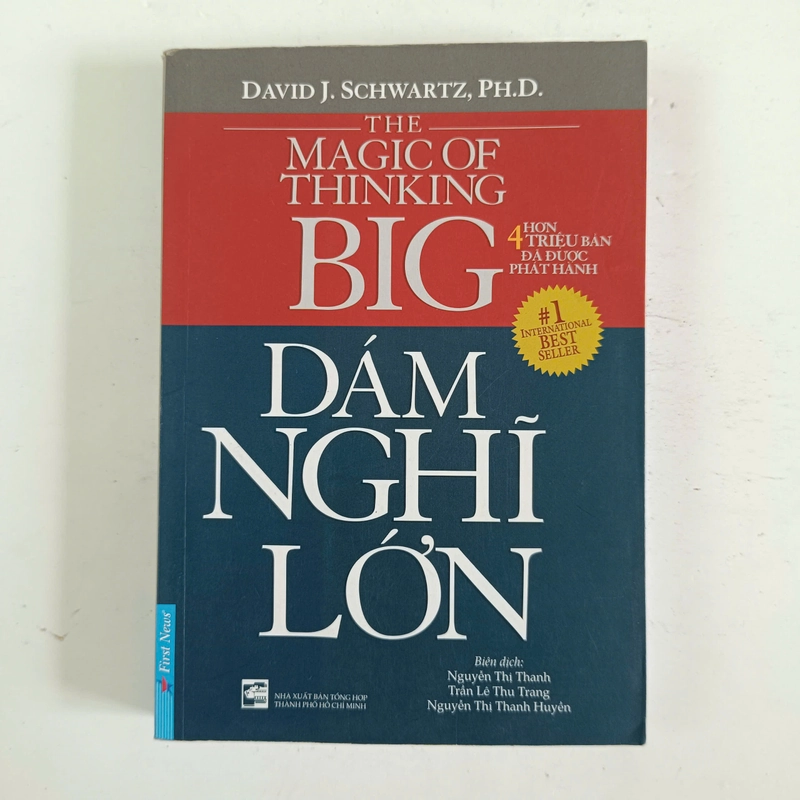 DAVID J. SCHWARTZ, PH.D.
THE
MAGIC OF
THINKING
BIG
HƠN
4 TRIỆU BẢN
ĐÃ ĐƯỢC
PHÁT HÀNH
#1
INTERNATIONAL
BEST
SELLER
DÁM
NGHĨ
LỚN
Biên dịch:
Nguyễn Thị Thanh
Trần Lê Thu Trang
Nguyễn Thị Thanh Huyền
First News
NHÀ XUẤT BẢN TỔNG HỢP
THÀNH PHỐ HỒ CHÍ MINH